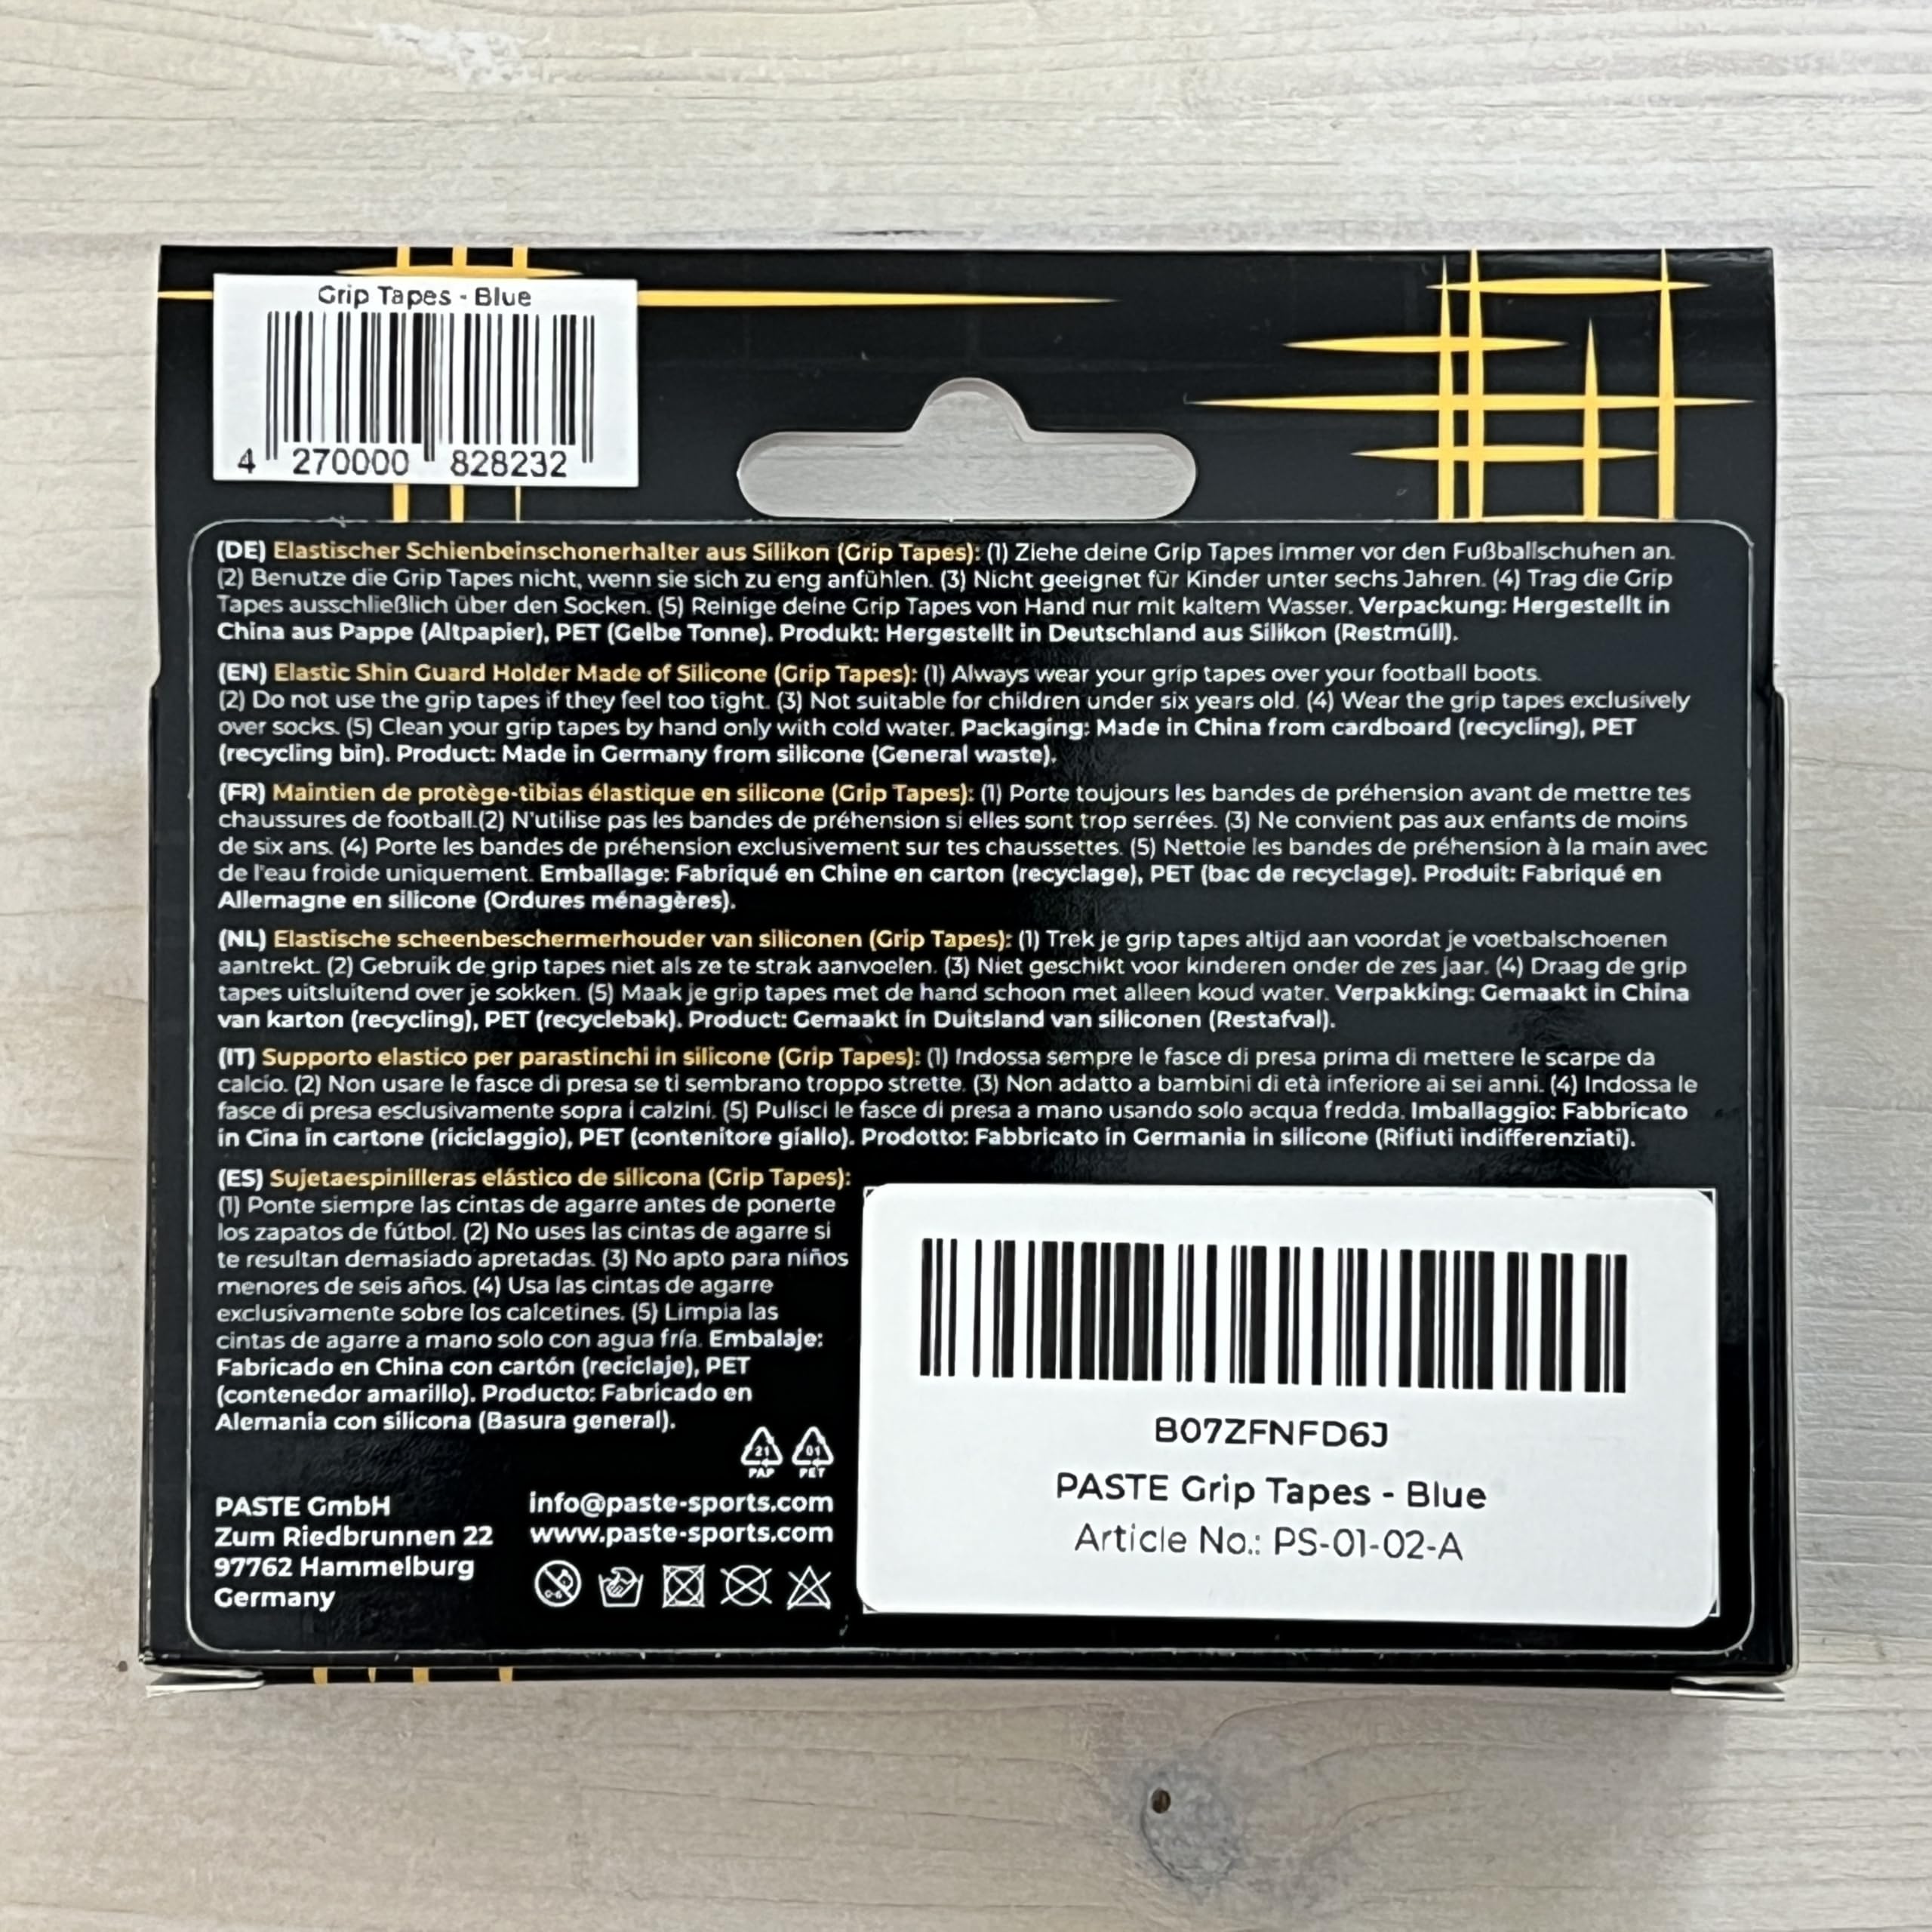 Grip Tapes - Blue
4 270000 828232
(DE) Elastischer Schienbeinschonerhalter aus Silikon (Grip Tapes): (1) Ziehe deine Grip Tapes immer vor den Fußballschuhen an.
(2) Benutze die Grip Tapes nicht, wenn sie sich zu eng anfühlen. (3) Nicht geeignet für Kinder unter sechs Jahren. (4) Trag die Grip
Tapes ausschließlich über den Socken. (5) Reinige deine Grip Tapes von Hand nur mit kaltem Wasser. Verpackung: Hergestellt in
China aus Pappe (Altpapier), PET (Gelbe Tonne). Produkt: Hergestellt in Deutschland aus Silikon (Restmüll).
(EN) Elastic Shin Guard Holder Made of Silicone (Grip Tapes): (1) Always wear your grip tapes over your football boots.
(2) Do not use the grip tapes if they feel too tight. (3) Not suitable for children under six years old. (4) Wear the grip tapes exclusively
over socks. (5) Clean your grip tapes by hand only with cold water. Packaging: Made in China from cardboard (recycling), PET
(recycling bin). Product: Made in Germany from silicone (General waste).
(FR) Maintien de protège-tibias élastique en silicone (Grip Tapes): (1) Porte toujours les bandes de préhension avant de mettre tes
chaussures de football.(2) N'utilise pas les bandes de préhension si elles sont trop serrées. (3) Ne convient pas aux enfants de moins
de six ans. (4) Porte les bandes de préhension exclusivement sur tes chaussettes. (5) Nettoie les bandes de préhension à la main avec
de l'eau froide uniquement. Emballage: Fabriqué en Chine en carton (recyclage), PET (bac de recyclage). Produit: Fabriqué en
Allemagne en silicone (Ordures ménagères).
(NL) Elastische scheenbeschermerhouder van siliconen (Grip Tapes): (1) Trek je grip tapes altijd aan voordat je voetbalschoenen
aantrekt. (2) Gebruik de grip tapes niet als ze te strak aanvoelen. (3) Niet geschikt voor kinderen onder de zes jaar. (4) Draag de grip
tapes uitsluitend over je sokken. (5) Maak je grip tapes met de hand schoon met alleen koud water. Verpakking: Gemaakt in China
van karton (recycling), PET (recyclebak). Product: Gemaakt in Duitsland van siliconen (Restafval).
(IT) Supporto elastico per parastinchi in silicone (Grip Tapes): (1) Indossa sempre le fasce di presa prima di mettere le scarpe da
calcio. (2) Non usare le fasce di presa se ti sembrano troppo strette. (3) Non adatto a bambini di età inferiore ai sei anni. (4) Indossa le
fasce di presa esclusivamente sopra i calzini. (5) Pulisci le fasce di presa a mano usando solo acqua fredda. Imballaggio: Fabbricato
in Cina in cartone (riciclaggio), PET (contenitore giallo). Prodotto: Fabbricato in Germania in silicone (Rifiuti indifferenziati).
(ES) Sujetaespinilleras elástico de silicona (Grip Tapes):
(1) Ponte siempre las cintas de agarre antes de ponerte
los zapatos de fútbol. (2) No uses las cintas de agarre si
te resultan demasiado apretadas. (3) No apto para niños
menores de seis años. (4) Usa las cintas de agarre
exclusivamente sobre los calcetines. (5) Limpia las
cintas de agarre a mano solo con agua fría. Embalaje:
Fabricado en China con cartón (reciclaje), PET
(contenedor amarillo). Producto: Fabricado en
Alemania con silicona (Basura general).
21 01
PAP PET
PASTE GmbH
Zum Riedbrunnen 22
97762 Hammelburg
Germany
info@paste-sports.com
www.paste-sports.com
0-6
B07ZFNFD6J
PASTE Grip Tapes - Blue
Article No.: PS-01-02-A